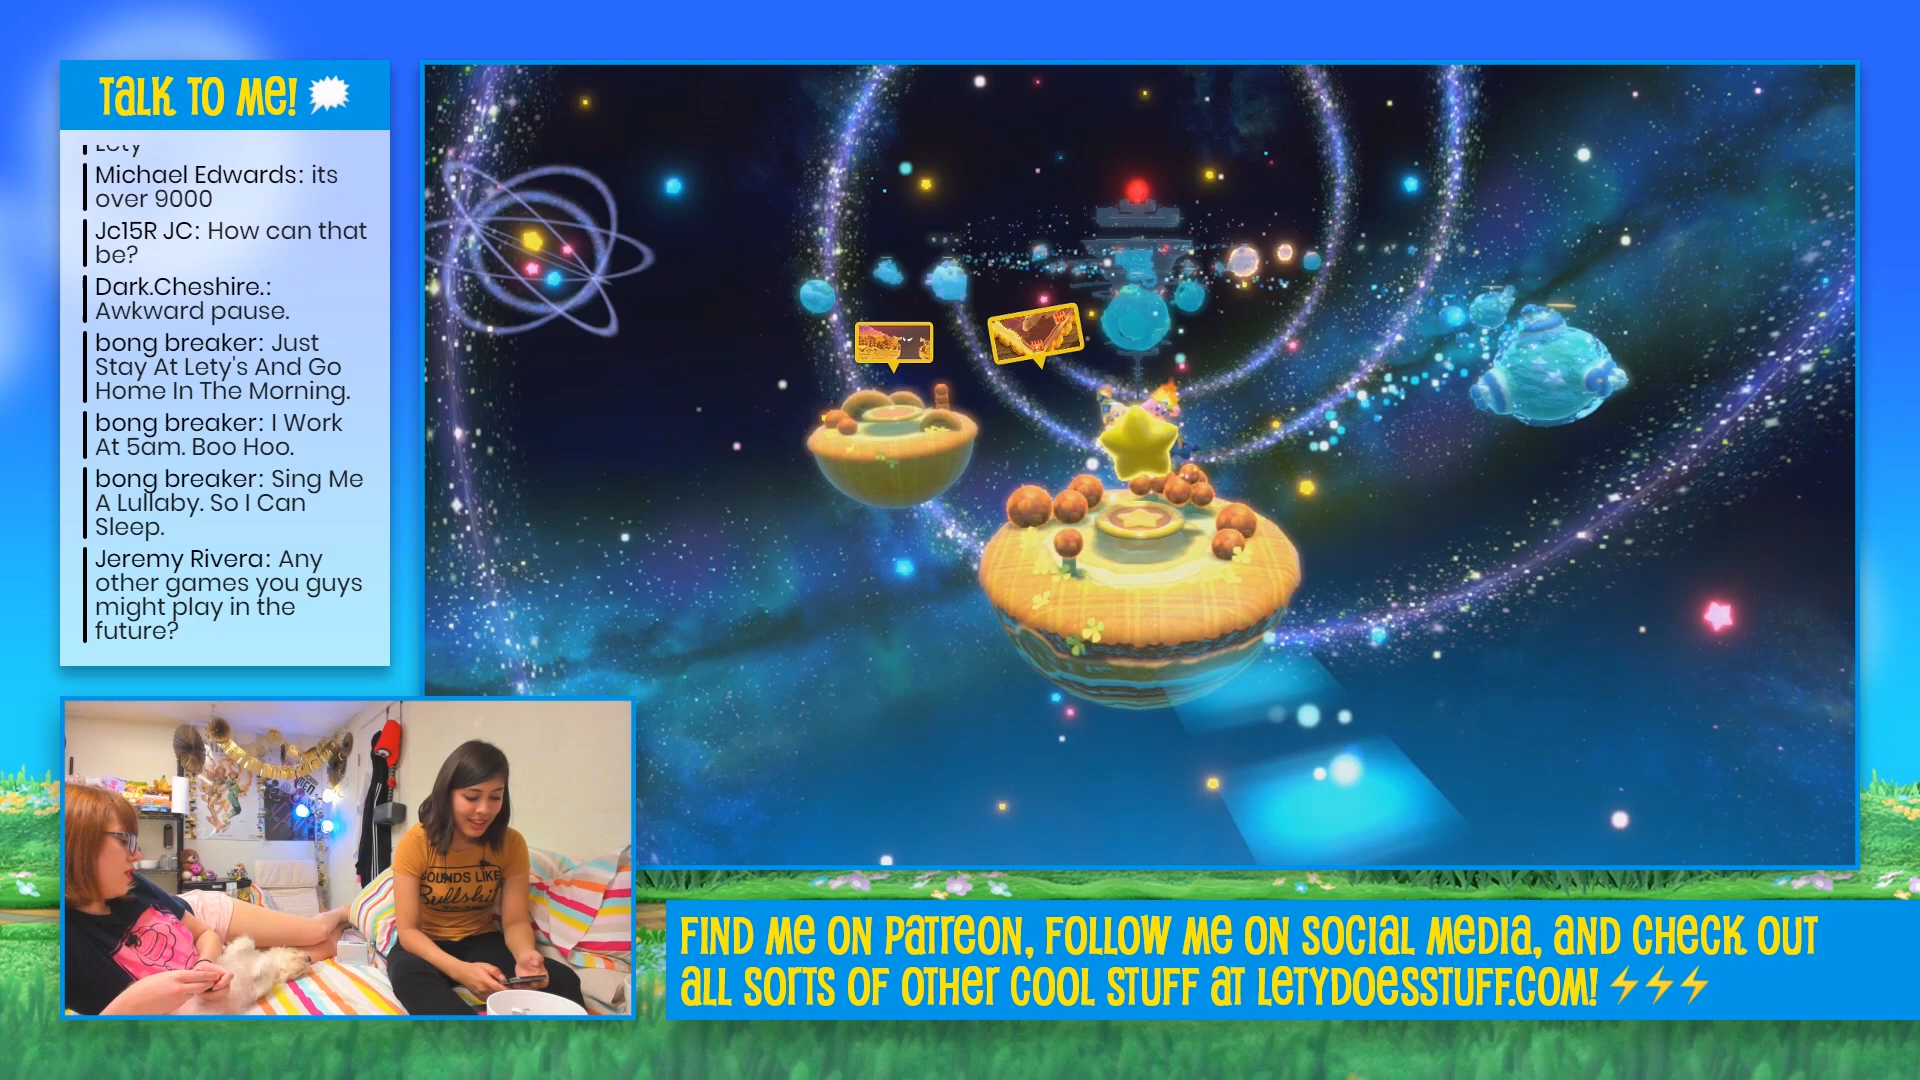 TALK TO ME!
Lety
Michael Edwards: its
over 9000
Jc15R JC: How can that
be?
Dark.Cheshire.:
Awkward pause.
bong breaker: Just
Stay At Lety's And Go
Home In The Morning.
bong breaker: I Work
At 5am. Boo Hoo.
bong breaker: Sing Me
A Lullaby. So I Can
Sleep.
Jeremy Rivera: Any
other games you guys
might play in the
future?
SOUNDS LIKE
Bullshit
FIND ME ON PATREON, FOLLOW ME ON SOCIAL MEDIA, AND CHECK OUT
ALL SORTS OF OTHER COOL STUFF AT LETYDOESSTUFF.COM!